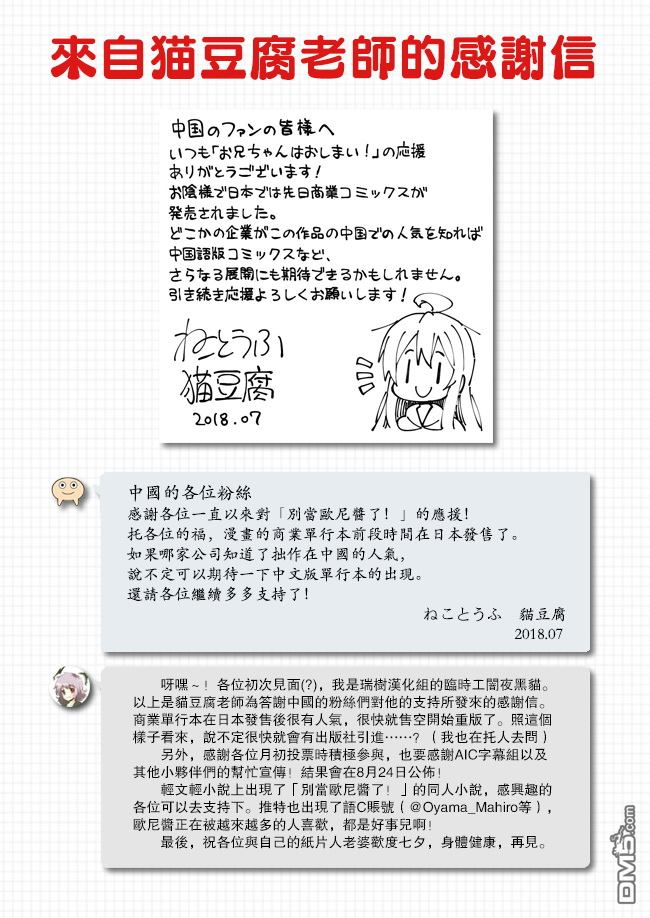 來自猫豆腐老師的感謝信
中国のファンの皆様へ
いつも「お兄ちゃんはおしまい！」の応援
ありがとうございます！
お陰様で日本では先日商業コミックスが
発売されました。
どこかの企業がこの作品の中国での人気を知れば
中国語版コミックスなど、
さらなる展開にも期待できるかもしれません。
引き続き応援よろしくお願いします！
ねことうふ
猫豆腐
2018.07
中國的各位粉絲
感謝各位一直以來對「別當歐尼醬了！」的應援!
托各位的福，漫畫的商業單行本前段時間在日本發售了。
如果哪家公司知道了拙作在中國的人氣，
說不定可以期待一下中文版單行本的出現。
還請各位繼續多多支持了!
ねことうふ　貓豆腐
2018.07
呀嘿～！各位初次見面(?)，我是瑞樹漢化組的臨時工闇夜黑貓。
以上是貓豆腐老師為答謝中國的粉絲們對他的支持所發來的感謝信。
商業單行本在日本發售後很有人氣，很快就售空開始重版了。照這個
樣子看來，說不定很快就會有出版社引進……？（我也在托人去問）
另外，感謝各位月初投票時積極參與，也要感謝AIC字幕組以及
其他小夥伴們的幫忙宣傳！結果會在8月24日公佈！
輕文輕小說上出現了「別當歐尼醬了！」的同人小說，感興趣的
各位可以去支持下。推特也出現了語C賬號（@Oyama_Mahiro等），
歐尼醬正在被越來越多的人喜歡，都是好事兒啊!
最後，祝各位與自己的紙片人老婆歡度七夕，身體健康，再見。
DM5.com